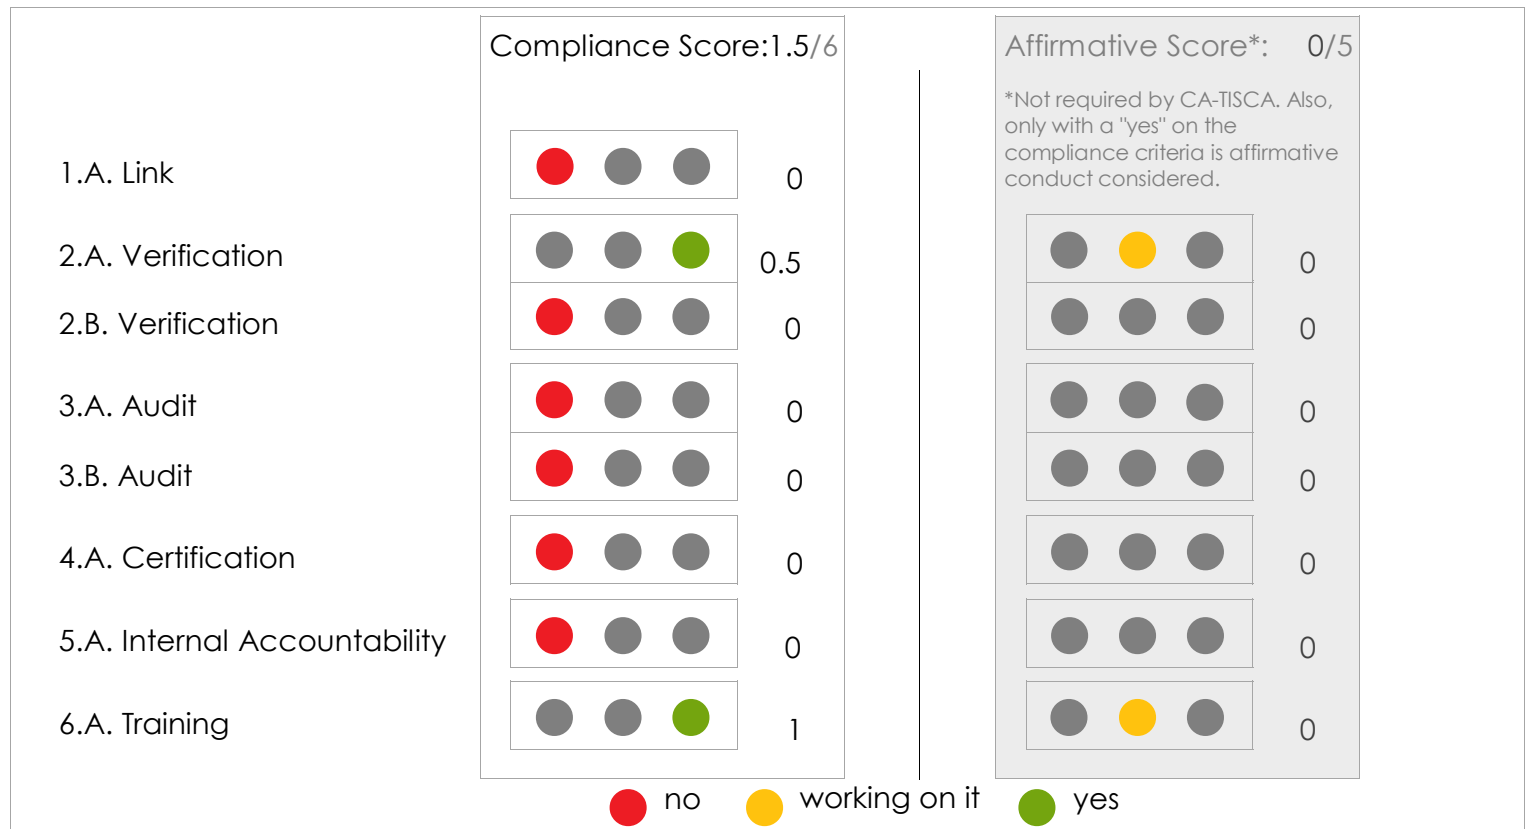 Compliance Score:1.5/6
Affirmative Score*: 0/5
*Not required by CA-TISCA. Also,
only with a "yes" on the
compliance criteria is affirmative
conduct considered.
1.A. Link 0
2.A. Verification 0.5 0
2.B. Verification 0 0
3.A. Audit 0 0
3.B. Audit 0 0
4.A. Certification 0 0
5.A. Internal Accountability 0 0
6.A. Training 1 0
no working on it yes